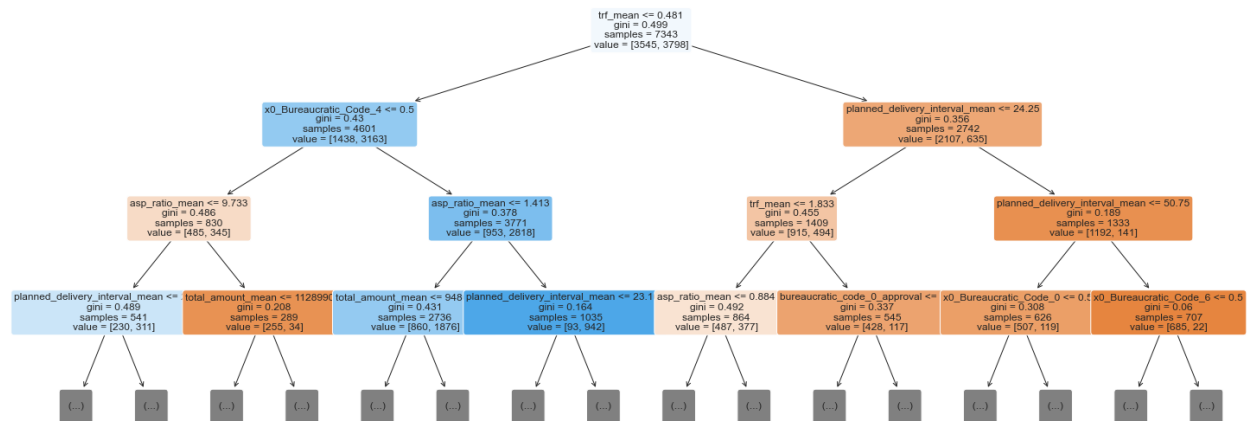 trf_mean <= 0.481
gini = 0.499
samples = 7343
value = [3545, 3798]
x0_Bureaucratic_Code_4 <= 0.5
gini = 0.43
samples = 4601
value = [1438, 3163]
planned_delivery_interval_mean <= 24.25
gini = 0.356
samples = 2742
value = [2107, 635]
asp_ratio_mean <= 9.733
gini = 0.486
samples = 830
value = [485, 345]
asp_ratio_mean <= 1.413
gini = 0.378
samples = 3771
value = [953, 2818]
trf_mean <= 1.833
gini = 0.455
samples = 1409
value = [915, 494]
planned_delivery_interval_mean <= 50.75
gini = 0.189
samples = 1333
value = [1192, 141]
planned_delivery_interval_mean <=
gini = 0.489
samples = 541
value = [230, 311]
total_amount_mean <= 1128990
gini = 0.208
samples = 289
value = [255, 34]
total_amount_mean <= 948
gini = 0.431
samples = 2736
value = [860, 1876]
planned_delivery_interval_mean <= 23.1
gini = 0.164
samples = 1035
value = [93, 942]
asp_ratio_mean <= 0.884
gini = 0.492
samples = 864
value = [487, 377]
bureaucratic_code_0_approval <=
gini = 0.337
samples = 545
value = [428, 117]
x0_Bureaucratic_Code_0 <= 0.5
gini = 0.308
samples = 626
value = [507, 119]
x0_Bureaucratic_Code_6 <= 0.5
gini = 0.06
samples = 707
value = [685, 22]
(...) (...) (...) (...) (...) (...) (...) (...) (...) (...) (...) (...) (...) (...) (...) (...)